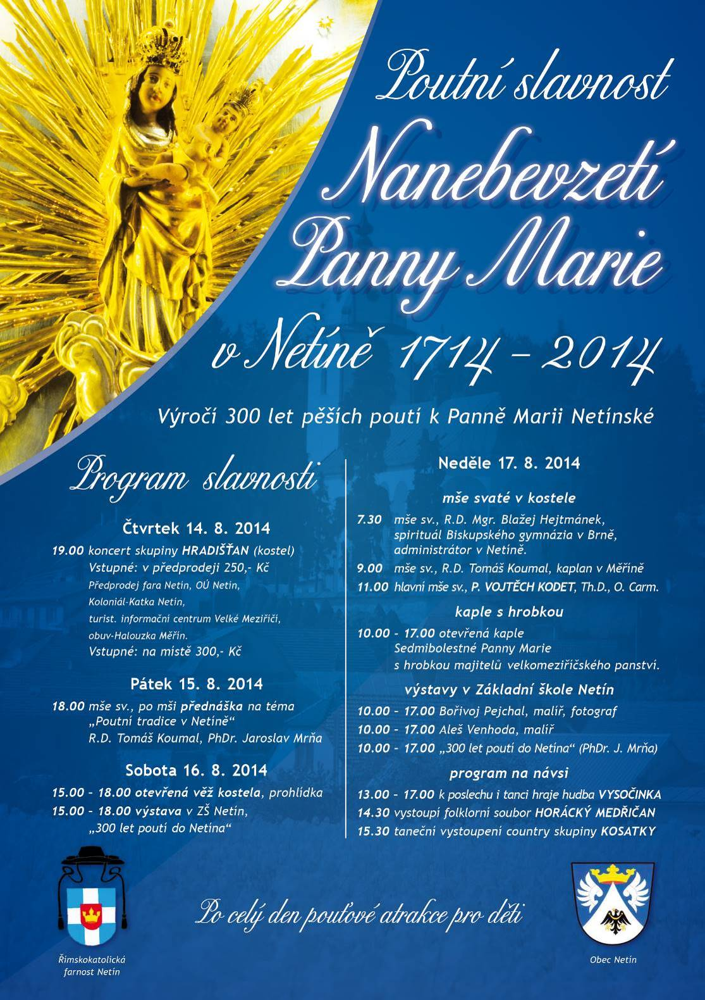 Poutní slavnost
Nanebevzetí
Panny Marie
v Netíně 1714 – 2014
Výročí 300 let pěších poutí k Panně Marii Netínské
Program slavnosti
Čtvrtek 14. 8. 2014
19.00 koncert skupiny HRADIŠŤAN (kostel)
Vstupné: v předprodeji 250,- Kč
Předprodej fara Netín, OÚ Netín,
Koloniál-Katka Netín,
turist. informační centrum Velké Meziříčí,
obuv-Halouzka Měřín.
Vstupné: na místě 300,- Kč
Pátek 15. 8. 2014
18.00 mše sv., po mši přednáška na téma
„Poutní tradice v Netíně“
R.D. Tomáš Koumal, PhDr. Jaroslav Mrňa
Sobota 16. 8. 2014
15.00 – 18.00 otevřená věž kostela, prohlídka
15.00 – 18.00 výstava v ZŠ Netín,
„300 let poutí do Netína“
Neděle 17. 8. 2014
mše svaté v kostele
7.30 mše sv., R.D. Mgr. Blažej Hejtmánek,
spirituál Biskupského gymnázia v Brně,
administrátor v Netíně.
9.00 mše sv., R.D. Tomáš Koumal, kaplan v Měříně
11.00 hlavní mše sv., P. VOJTĚCH KODET, Th.D., O. Carm.
kaple s hrobkou
10.00 – 17.00 otevřená kaple
Sedmibolestné Panny Marie
s hrobkou majitelů velkomeziříčského panství.
výstavy v Základní škole Netín
10.00 – 17.00 Bořivoj Pejchal, malíř, fotograf
10.00 – 17.00 Aleš Venhoda, malíř
10.00 – 17.00 „300 let poutí do Netína“ (PhDr. J. Mrňa)
program na návsi
13.00 – 17.00 k poslechu i tanci hraje hudba VYSOČINKA
14.30 vystoupí folklorní soubor HORÁCKÝ MEDŘIČAN
15.30 taneční vystoupení country skupiny KOSATKY
Po celý den pouťové atrakce pro děti
Římskokatolická
farnost Netín
Obec Netín